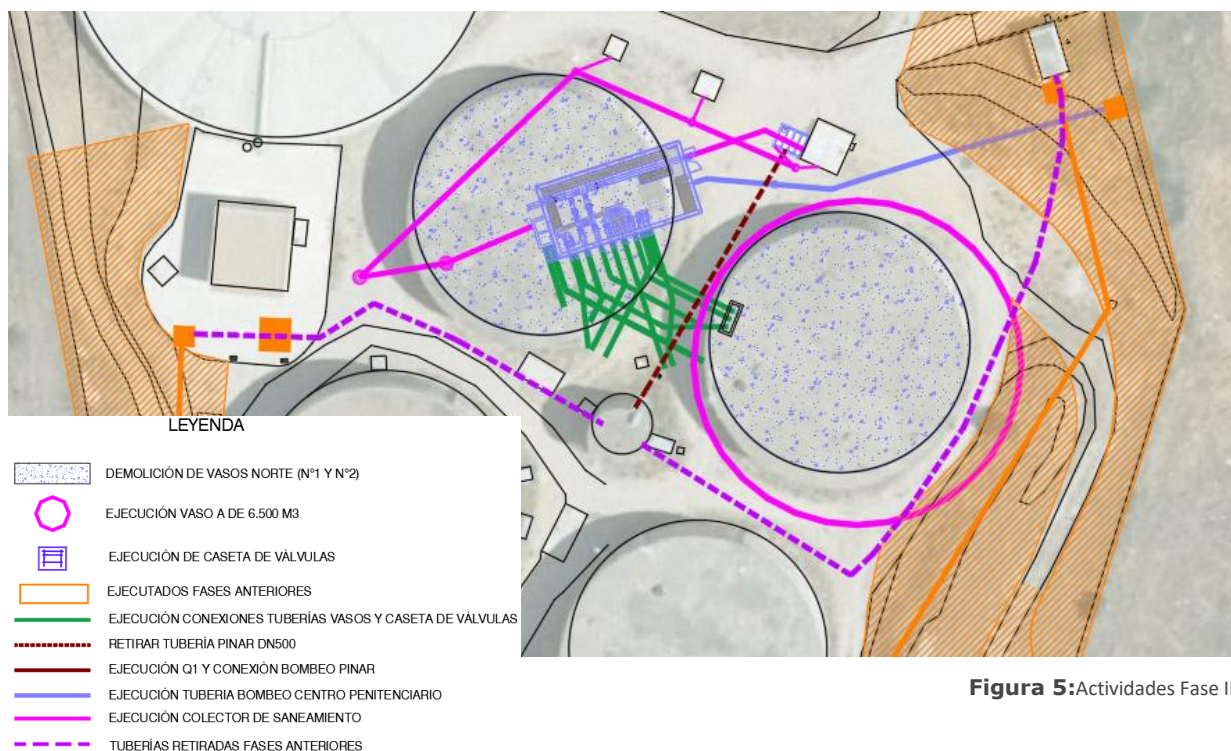 LEYENDA
DEMOLICIÓN DE VASOS NORTE (Nº1 Y Nº2)
EJECUCIÓN VASO A DE 6.500 M3
EJECUCIÓN DE CASETA DE VÁLVULAS
EJECUTADOS FASES ANTERIORES
EJECUCIÓN CONEXIONES TUBERÍAS VASOS Y CASETA DE VÁLVULAS
RETIRAR TUBERÍA PINAR DN500
EJECUCIÓN Q1 Y CONEXIÓN BOMBEO PINAR
EJECUCIÓN TUBERIA BOMBEO CENTRO PENITENCIARIO
EJECUCIÓN COLECTOR DE SANEAMIENTO
TUBERÍAS RETIRADAS FASES ANTERIORES
Figura 5:Actividades Fase II